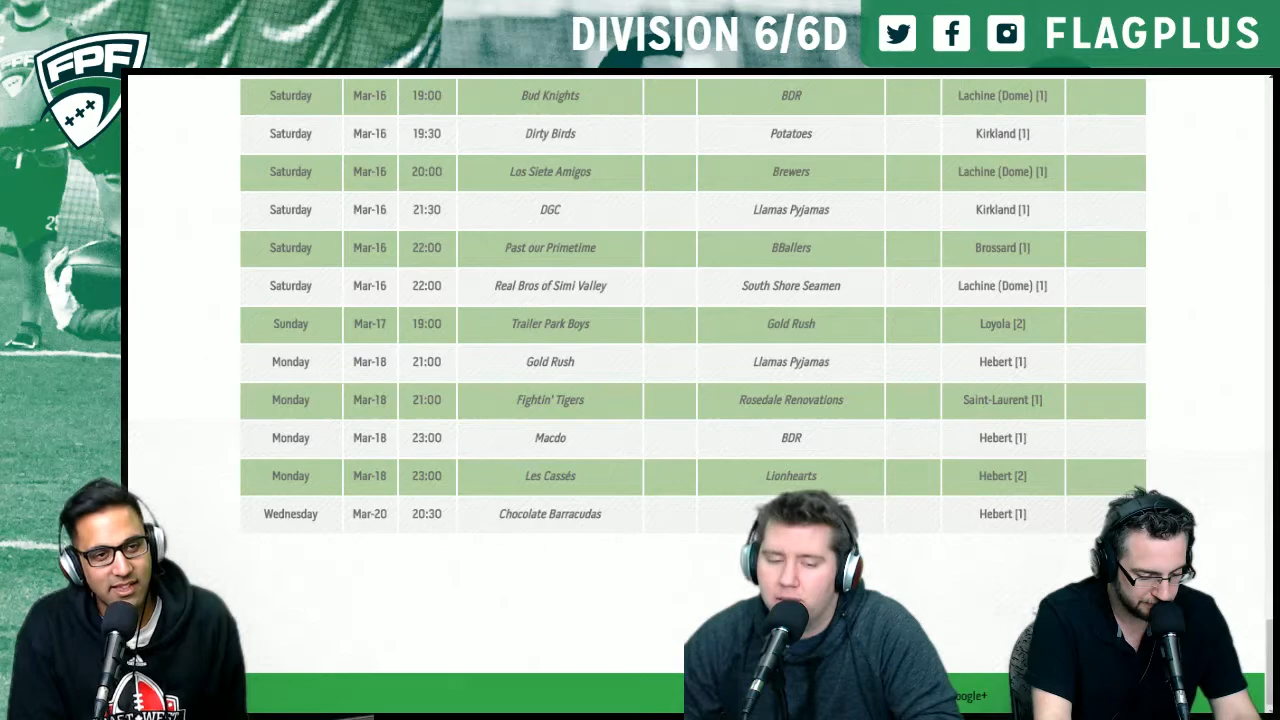 DIVISION 6/6D
FLAGPLUS
FPF
Saturday Mar-16 19:00 Bud Knights BDR Lachine (Dome) [1]
Saturday Mar-16 19:30 Dirty Birds Potatoes Kirkland [1]
Saturday Mar-16 20:00 Los Siete Amigos Brewers Lachine (Dome) [1]
Saturday Mar-16 21:30 DGC Llamas Pyjamas Kirkland [1]
Saturday Mar-16 22:00 Past our Primetime BBallers Brossard [1]
Saturday Mar-16 22:00 Real Bros of Simi Valley South Shore Seamen Lachine (Dome) [1]
Sunday Mar-17 19:00 Trailer Park Boys Gold Rush Loyola [2]
Monday Mar-18 21:00 Gold Rush Llamas Pyjamas Hebert [1]
Monday Mar-18 21:00 Fightin' Tigers Rosedale Renovations Saint-Laurent [1]
Monday Mar-18 23:00 Macdo BDR Hebert [1]
Monday Mar-18 23:00 Les Cassés Lionhearts Hebert [2]
Wednesday Mar-20 20:30 Chocolate Barracudas Hebert [1]